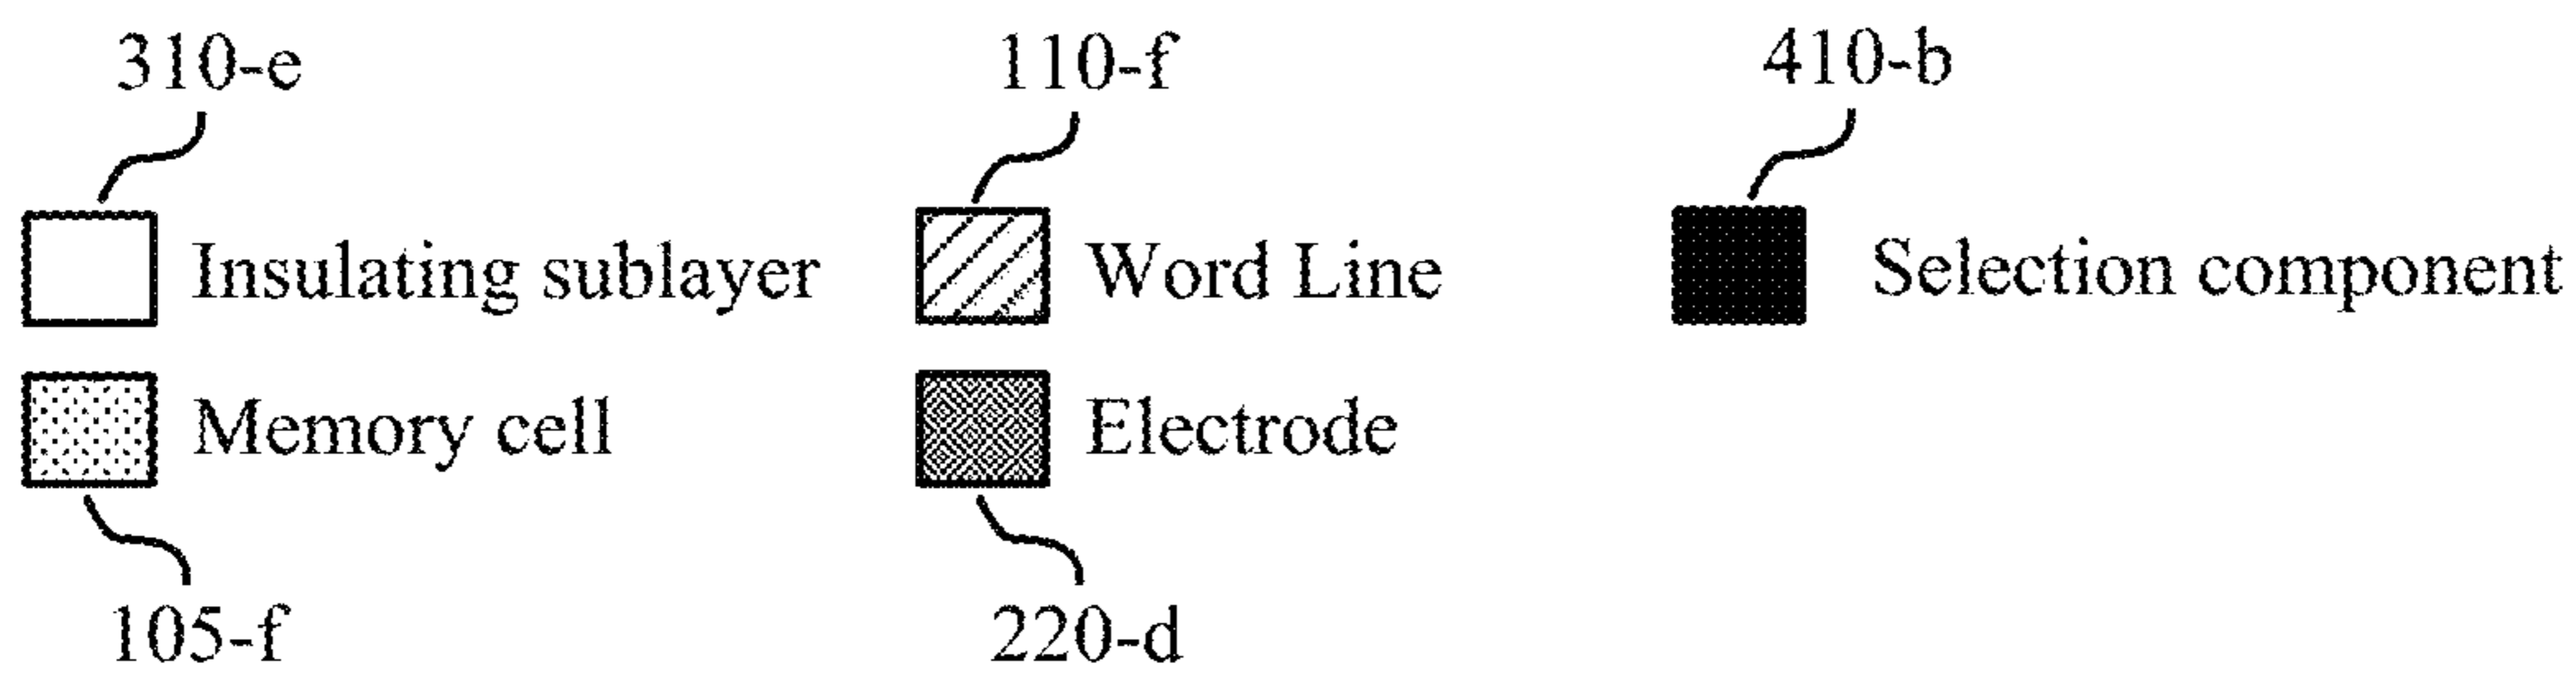 310-e 110-f 410-b
Insulating sublayer Word Line Selection component
Memory cell Electrode
105-f 220-d